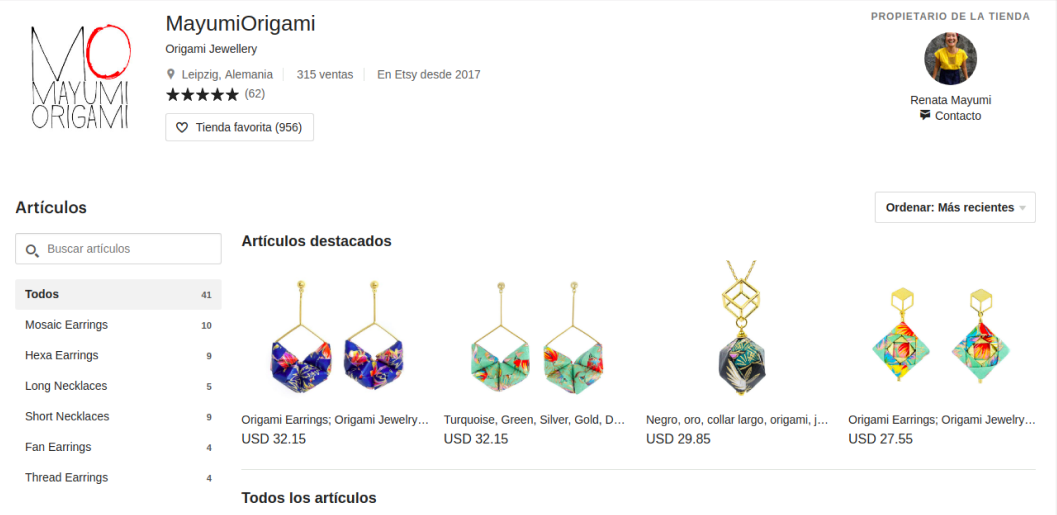 MO
MAYUMI
ORIGAMI
MayumiOrigami
Origami Jewellery
Leipzig, Alemania
315 ventas
En Etsy desde 2017
(62)
Tienda favorita (956)
PROPIETARIO DE LA TIENDA
Renata Mayumi
Contacto
Artículos
Ordenar: Más recientes
Buscar artículos
Todos 41
Mosaic Earrings 10
Hexa Earrings 9
Long Necklaces 5
Short Necklaces 9
Fan Earrings 4
Thread Earrings 4
Artículos destacados
Origami Earrings; Origami Jewelry…
USD 32.15
Turquoise, Green, Silver, Gold, D…
USD 32.15
Negro, oro, collar largo, origami, j…
USD 29.85
Origami Earrings; Origami Jewelry…
USD 27.55
Todos los artículos